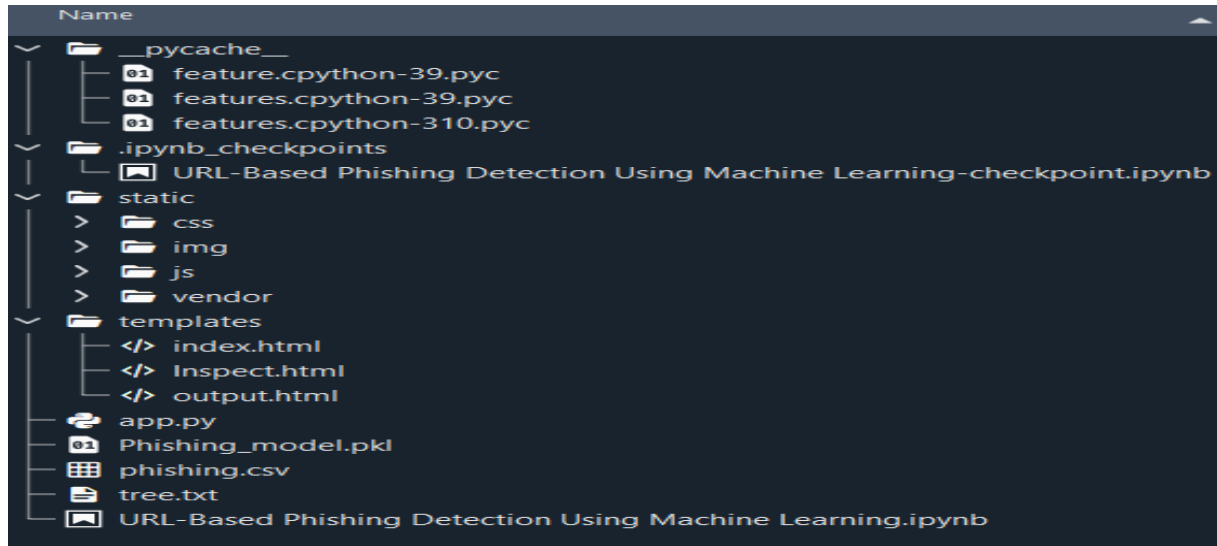 Name
__pycache__
feature.cpython-39.pyc
features.cpython-39.pyc
features.cpython-310.pyc
.ipynb_checkpoints
URL-Based Phishing Detection Using Machine Learning-checkpoint.ipynb
static
css
img
js
vendor
templates
index.html
Inspect.html
output.html
app.py
Phishing_model.pkl
phishing.csv
tree.txt
URL-Based Phishing Detection Using Machine Learning.ipynb